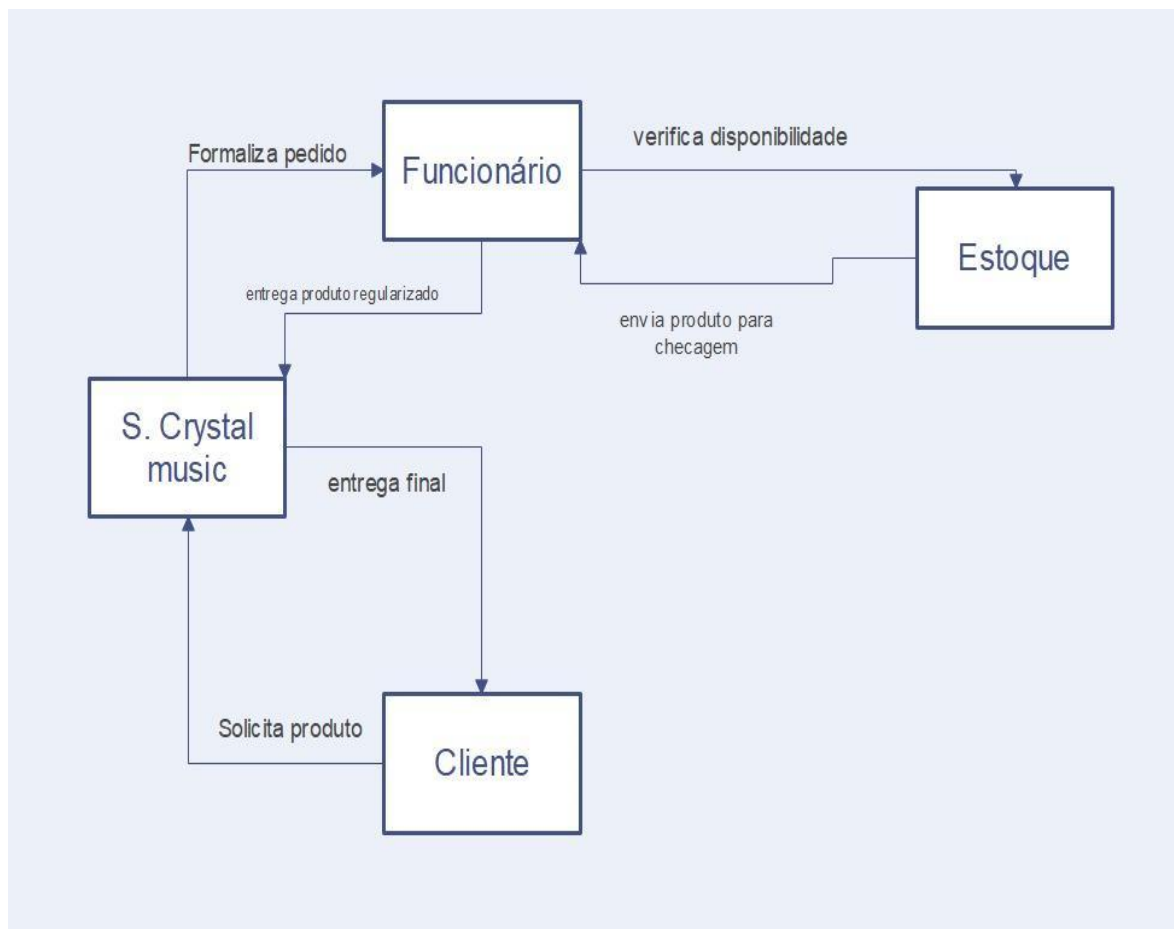 Formaliza pedido
Funcionário
verifica disponibilidade
Estoque
entrega produto regularizado
envia produto para
checagem
S. Crystal
music
entrega final
Solicita produto
Cliente